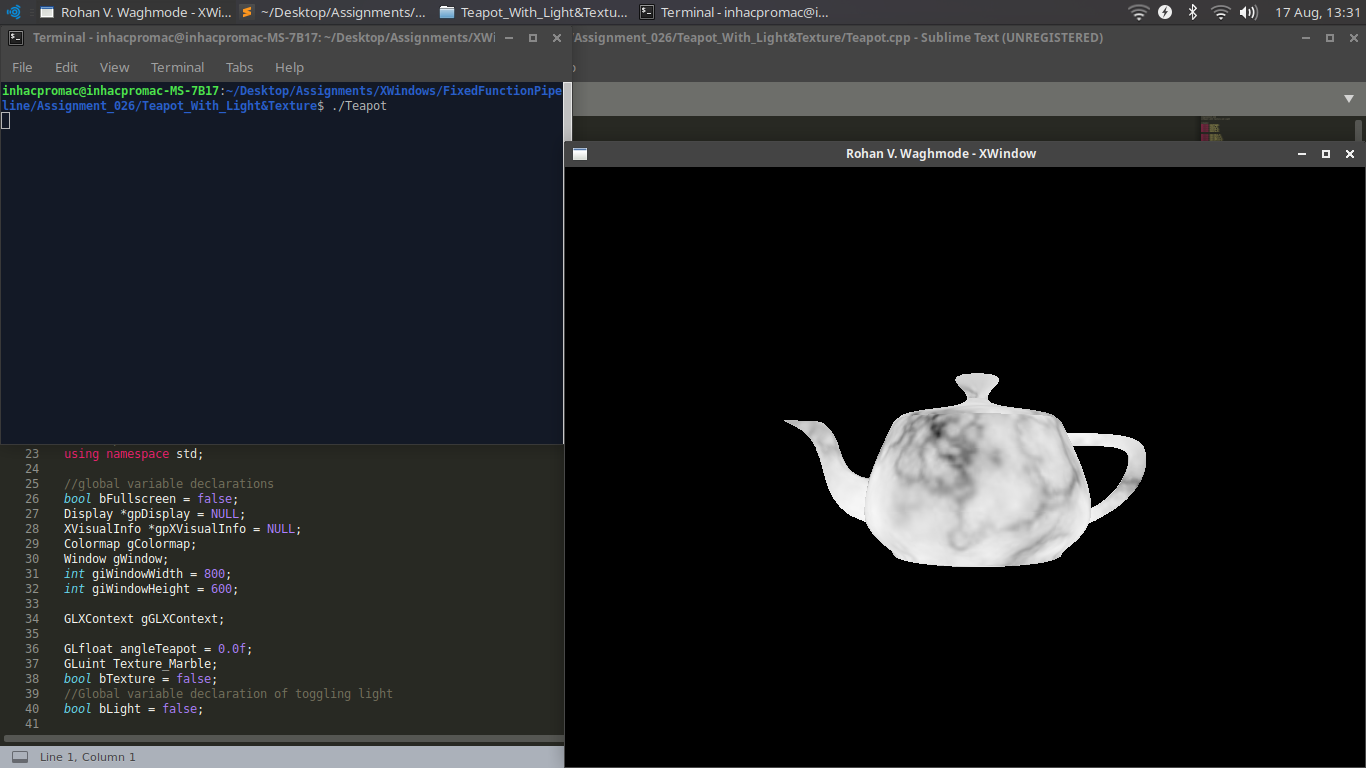 Rohan V. Waghmode - XWi... ~/Desktop/Assignments/... Teapot_With_Light&Textu... Terminal - inhacpromac@i... 17 Aug, 13:31
Terminal - inhacpromac@inhacpromac-MS-7B17: ~/Desktop/Assignments/XWi
Assignment_026/Teapot_With_Light&Texture/Teapot.cpp - Sublime Text (UNREGISTERED)
File Edit View Terminal Tabs Help
inhacpromac@inhacpromac-MS-7B17:~/Desktop/Assignments/XWindows/FixedFunctionPipe
line/Assignment_026/Teapot_With_Light&Texture$ ./Teapot
Rohan V. Waghmode - XWindow
23 using namespace std;
24
25 //global variable declarations
26 bool bFullscreen = false;
27 Display *gpDisplay = NULL;
28 XVisualInfo *gpXVisualInfo = NULL;
29 Colormap gColormap;
30 Window gWindow;
31 int giWindowWidth = 800;
32 int giWindowHeight = 600;
33
34 GLXContext gGLXContext;
35
36 GLfloat angleTeapot = 0.0f;
37 GLuint Texture_Marble;
38 bool bTexture = false;
39 //Global variable declaration of toggling light
40 bool bLight = false;
41
Line 1, Column 1